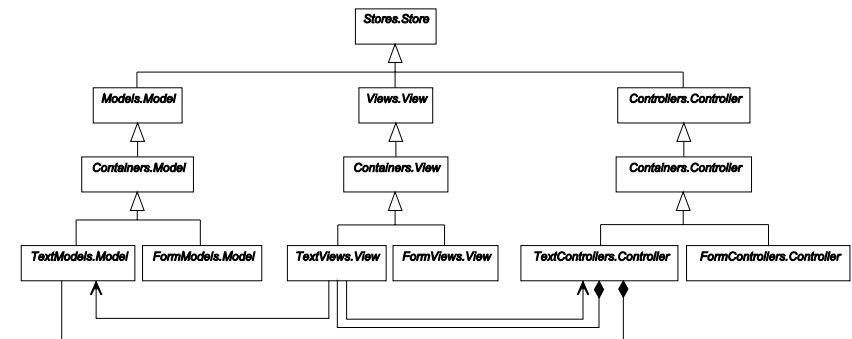 Stores.Store
Models.Model
Views.View
Controllers.Controller
Containers.Model
Containers.View
Containers.Controller
TextModels.Model
FormModels.Model
TextViews.View
FormViews.View
TextControllers.Controller
FormControllers.Controller